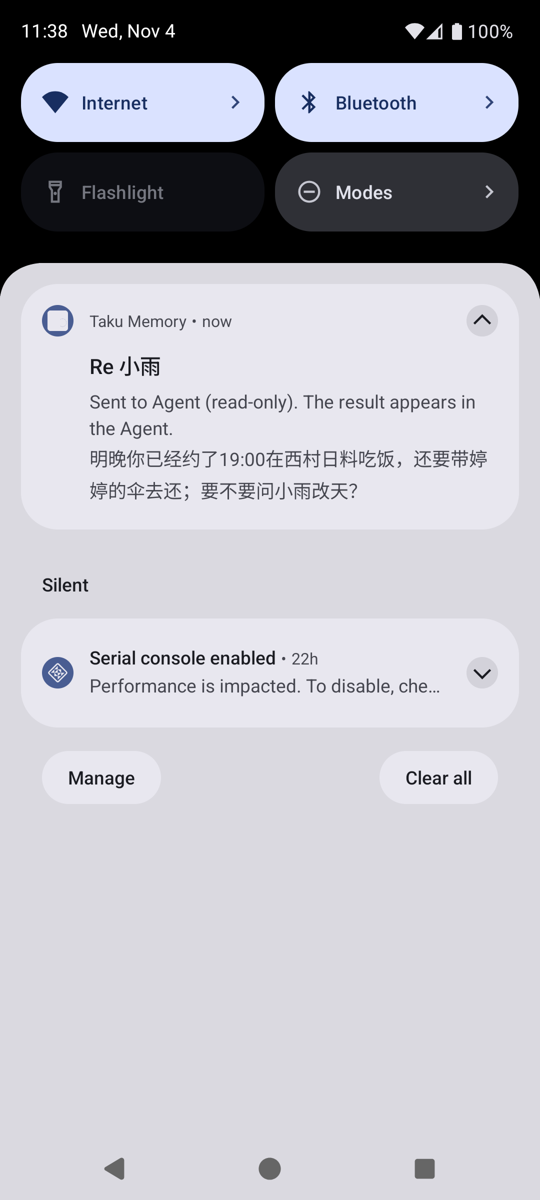 11:38 Wed, Nov 4 100%
Internet
Bluetooth
Flashlight
Modes
Taku Memory • now
Re 小雨
Sent to Agent (read-only). The result appears in
the Agent.
明晚你已经约了19:00在西村日料吃饭，还要带婷
婷的伞去还；要不要问小雨改天？
Silent
Serial console enabled • 22h
Performance is impacted. To disable, che…
Manage
Clear all